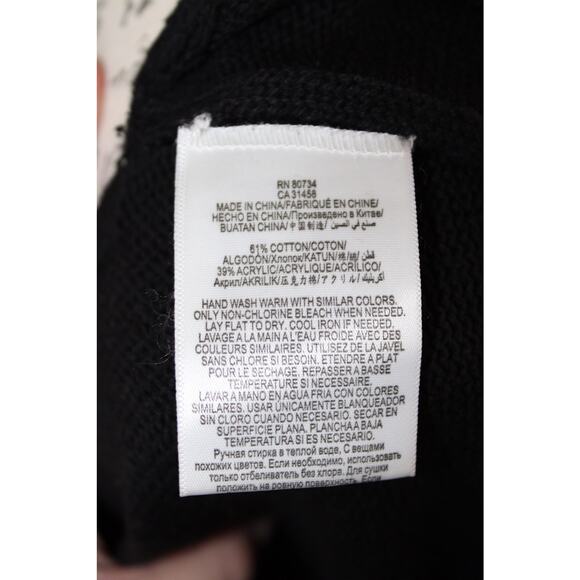 RN 80734
CA 31458
MADE IN CHINA/FABRIQUÉ EN CHINE/
HECHO EN CHINA/Произведено в Китае/
BUATAN CHINA/中国制造/ صنع في الصين/
61% COTTON/COTON/
ALGODÓN/Хлопок/KATUN/棉/綿/ قطن
39% ACRYLIC/ACRYLIQUE/ACRÍLICO/
Акрил/AKRILIK/压克力棉/アクリル/ أكريليك
HAND WASH WARM WITH SIMILAR COLORS.
ONLY NON-CHLORINE BLEACH WHEN NEEDED.
LAY FLAT TO DRY. COOL IRON IF NEEDED.
LAVAGE A LA MAIN A L'EAU FROIDE AVEC DES
COULEURS SIMILAIRES. UTILISEZ DE LA JAVEL
SANS CHLORE SI BESOIN. ETENDRE A PLAT
POUR LE SECHAGE. REPASSER A BASSE
TEMPERATURE SI NECESSAIRE.
LAVAR A MANO EN AGUA FRIA CON COLORES
SIMILARES. USAR ÚNICAMENTE BLANQUEADOR
SIN CLORO CUANDO NECESARIO. SECAR EN
SUPERFICIE PLANA. PLANCHA A BAJA
TEMPERATURA SI ES NECESARIO.
Ручная стирка в теплой воде, С вещами
похожих цветов. Если необходимо, использовать
только отбеливатель без хлора. Для сушки
положить на ровную поверхность. Если